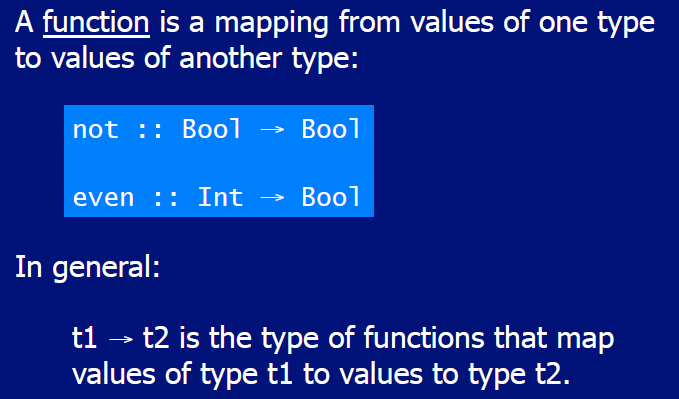 A function is a mapping from values of one type
to values of another type:
not :: Bool → Bool
even :: Int → Bool
In general:
t1 → t2 is the type of functions that map
values of type t1 to values to type t2.